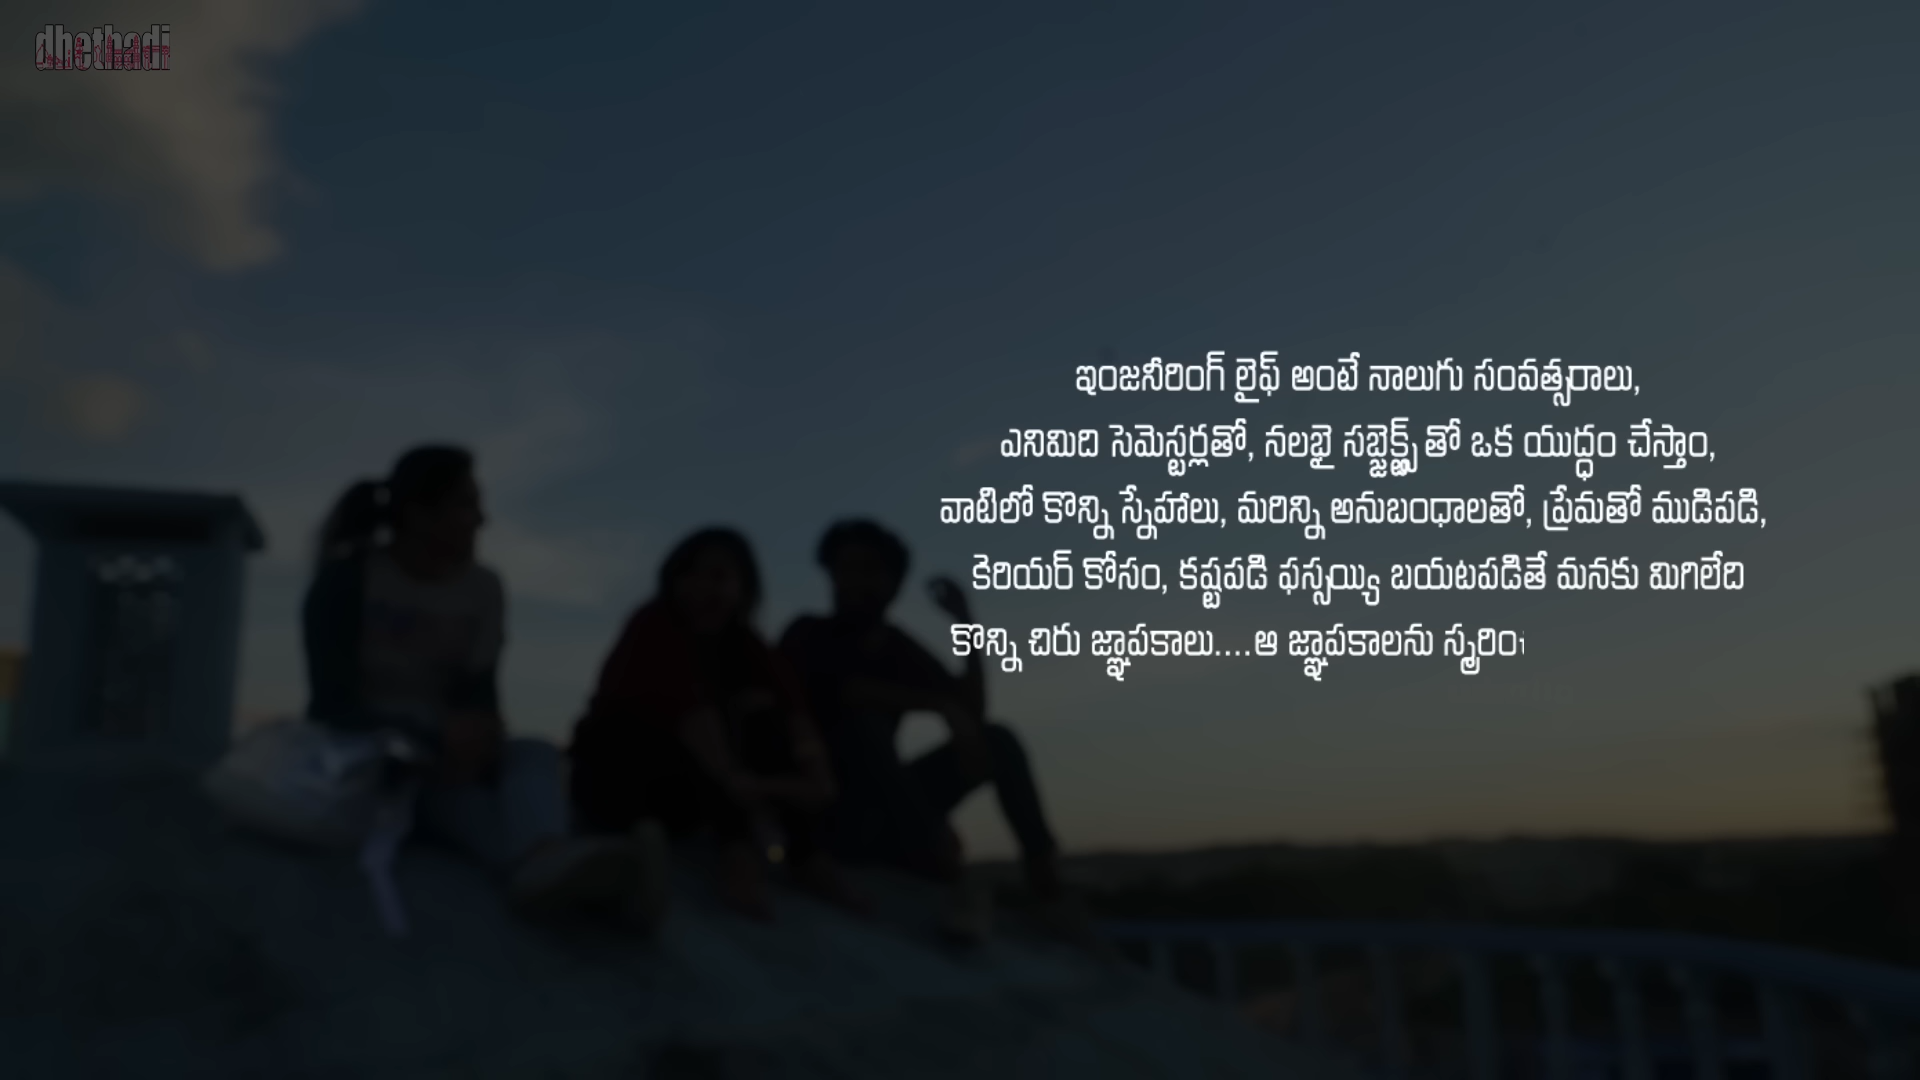 dhethadi
ఇంజనీరింగ్ లైఫ్ అంటే నాలుగు సంవత్సరాలు,
ఎనిమిది సెమెస్టర్లతో, నలభై సబ్జెక్ట్స్ తో ఒక యుద్ధం చేస్తాం,
వాటిలో కొన్ని స్నేహాలు, మరిన్ని అనుబంధాలతో, ప్రేమతో ముడిపడి,
కెరియర్ కోసం, కష్టపడి ఫస్సయ్యి బయటపడితే మనకు మిగిలేది
కొన్ని చిరు జ్ఞాపకాలు....ఆ జ్ఞాపకాలను